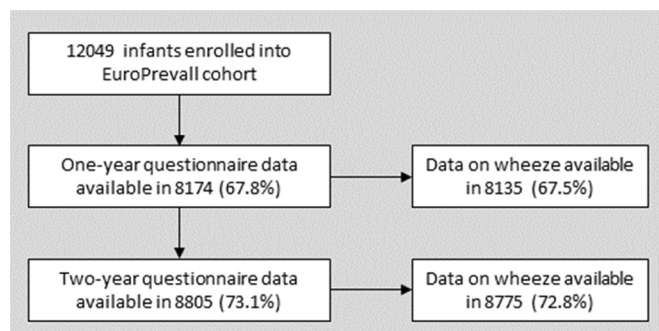 12049 infants enrolled into
EuroPrevall cohort
One-year questionnaire data
available in 8174 (67.8%)
Data on wheeze available
in 8135 (67.5%)
Two-year questionnaire data
available in 8805 (73.1%)
Data on wheeze available
in 8775 (72.8%)